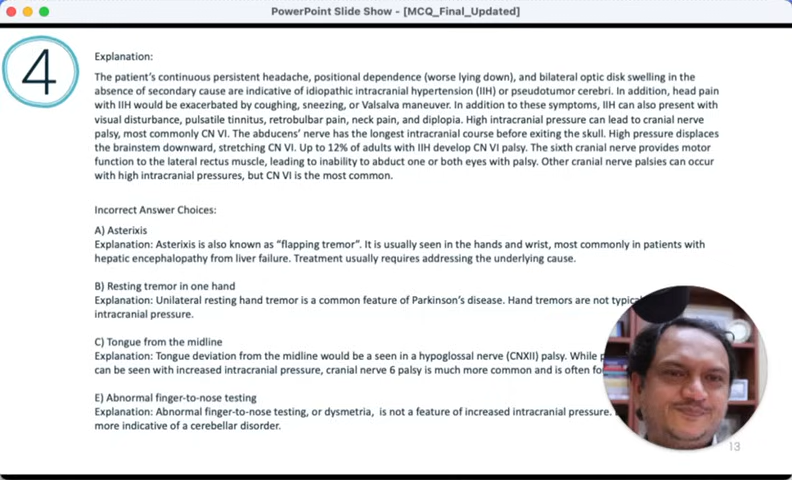 PowerPoint Slide Show - [MCQ_Final_Updated]
4
Explanation:
The patient's continuous persistent headache, positional dependence (worse lying down), and bilateral optic disk swelling in the
absence of secondary cause are indicative of idiopathic intracranial hypertension (IIH) or pseudotumor cerebri. In addition, head pain
with IIH would be exacerbated by coughing, sneezing, or Valsalva maneuver. In addition to these symptoms, IIH can also present with
visual disturbance, pulsatile tinnitus, retrobulbar pain, neck pain, and diplopia. High intracranial pressure can lead to cranial nerve
palsy, most commonly CN VI. The abducens' nerve has the longest intracranial course before exiting the skull. High pressure displaces
the brainstem downward, stretching CN VI. Up to 12% of adults with IIH develop CN VI palsy. The sixth cranial nerve provides motor
function to the lateral rectus muscle, leading to inability to abduct one or both eyes with palsy. Other cranial nerve palsies can occur
with high intracranial pressures, but CN VI is the most common.
Incorrect Answer Choices:
A) Asterixis
Explanation: Asterixis is also known as “flapping tremor”. It is usually seen in the hands and wrist, most commonly in patients with
hepatic encephalopathy from liver failure. Treatment usually requires addressing the underlying cause.
B) Resting tremor in one hand
Explanation: Unilateral resting hand tremor is a common feature of Parkinson's disease. Hand tremors are not
intracranial pressure.
C) Tongue from the midline
Explanation: Tongue deviation from the midline would be a seen in a hypoglossal nerve (CNXII) palsy. While
can be seen with increased intracranial pressure, cranial nerve 6 palsy is much more common and is often
E) Abnormal finger-to-nose testing
Explanation: Abnormal finger-to-nose testing, or dysmetria, is not a feature of increased intracranial pressure.
more indicative of a cerebellar disorder.
13